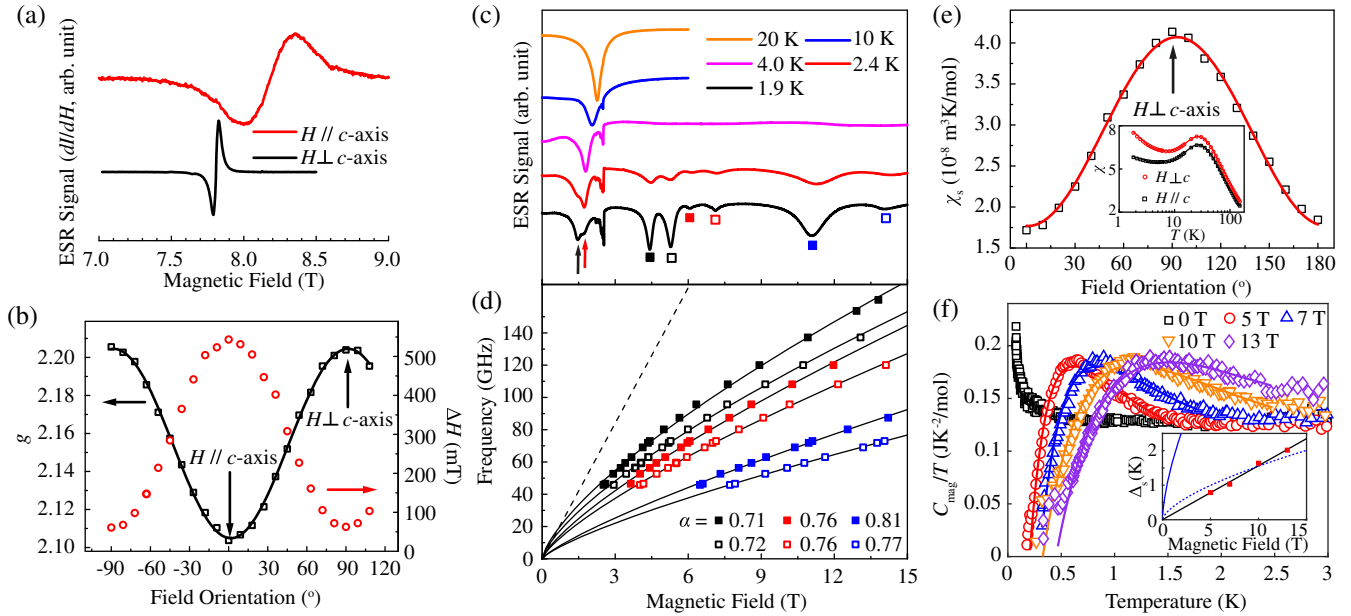 (a)
ESR Signal (dI/dH, arb. unit)
H // c-axis
H⊥ c-axis
7.0 7.5 8.0 8.5 9.0
Magnetic Field (T)
(b)
g
2.20
2.18
2.16
2.14
2.12
2.10
H⊥ c-axis
H // c-axis
500
400
300
200
100
0
ΔH (mT)
-90 -60 -30 0 30 60 90 120
Field Orientation (°)
(c)
ESR Signal (arb. unit)
20 K 10 K
4.0 K 2.4 K
1.9 K
(d)
Frequency (GHz)
140
120
100
80
60
40
20
0
α = 0.71 0.76 0.81
0.72 0.76 0.77
0 3 6 9 12 15
Magnetic Field (T)
(e)
χs (10-8 m3K/mol)
4.5
4.0
3.5
3.0
2.5
2.0
1.5
H⊥ c-axis
χ
8
5
2
H⊥c
H // c
1 10 100
T (K)
0 30 60 90 120 150 180
Field Orientation (°)
(f)
Cmag/T (JK-2/mol)
0.2
0.15
0.1
0.05
0
0 T 5 T 7 T
10 T 13 T
Δs(K)
4
2
0
0 5 10 15
Magnetic Field (T)
0 0.5 1 1.5 2 2.5 3
Temperature (K)